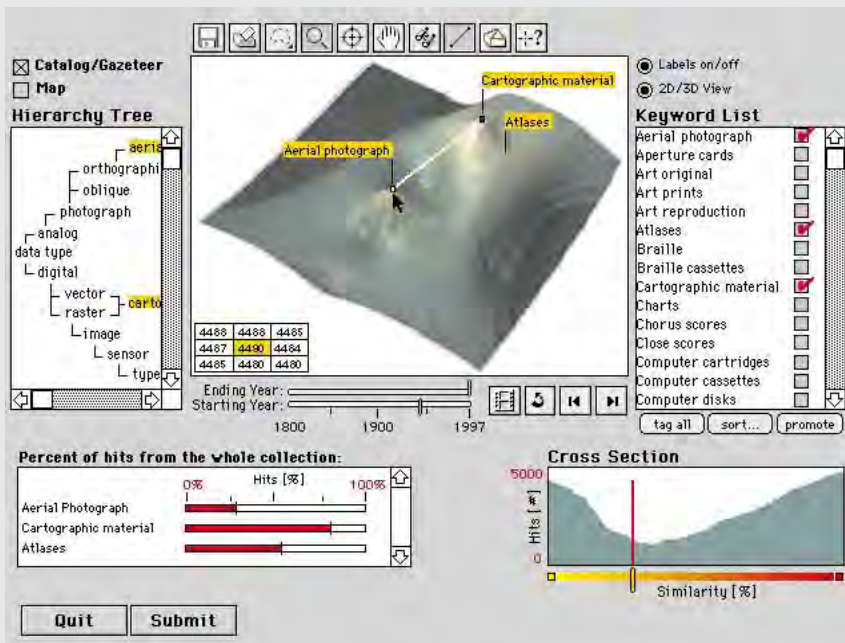 Catalog/Gazeteer
Map
Hierarchy Tree
aeria
orthographi
oblique
photograph
analog
data type
digital
vector
raster
carto
image
sensor
type
?
Cartographic material
Atlases
Aerial photograph
4488 4488 4485
4487 4490 4484
4485 4480 4480
Ending Year:
Starting Year:
1800 1900 1997
Labels on/off
2D/3D View
Keyword List
Aerial photograph
Aperture cards
Art original
Art prints
Art reproduction
Atlases
Braille
Braille cassettes
Cartographic material
Charts
Chorus scores
Close scores
Computer cartridges
Computer cassettes
Computer disks
tag all sort... promote
Percent of hits from the whole collection:
0% Hits [%] 100%
Aerial Photograph
Cartographic material
Atlases
Cross Section
5000
Hits [#]
0
Similarity [%]
Quit Submit